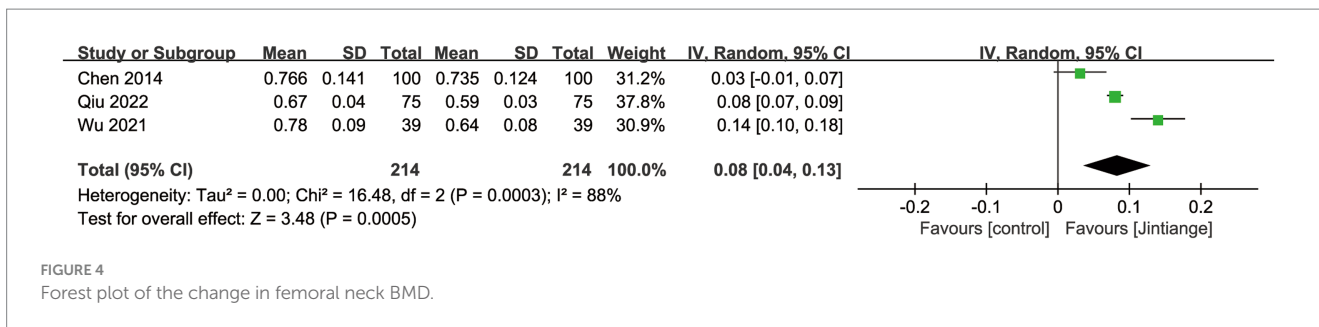 Study or Subgroup Mean SD Total Mean SD Total Weight IV, Random, 95% CI IV, Random, 95% CI
Chen 2014 0.766 0.141 100 0.735 0.124 100 31.2% 0.03 [-0.01, 0.07]
Qiu 2022 0.67 0.04 75 0.59 0.03 75 37.8% 0.08 [0.07, 0.09]
Wu 2021 0.78 0.09 39 0.64 0.08 39 30.9% 0.14 [0.10, 0.18]
Total (95% CI) 214 214 100.0% 0.08 [0.04, 0.13]
Heterogeneity: Tau² = 0.00; Chi² = 16.48, df = 2 (P = 0.0003); I² = 88%
Test for overall effect: Z = 3.48 (P = 0.0005)
-0.2 -0.1 0 0.1 0.2
Favours [control] Favours [Jintiange]
FIGURE 4
Forest plot of the change in femoral neck BMD.